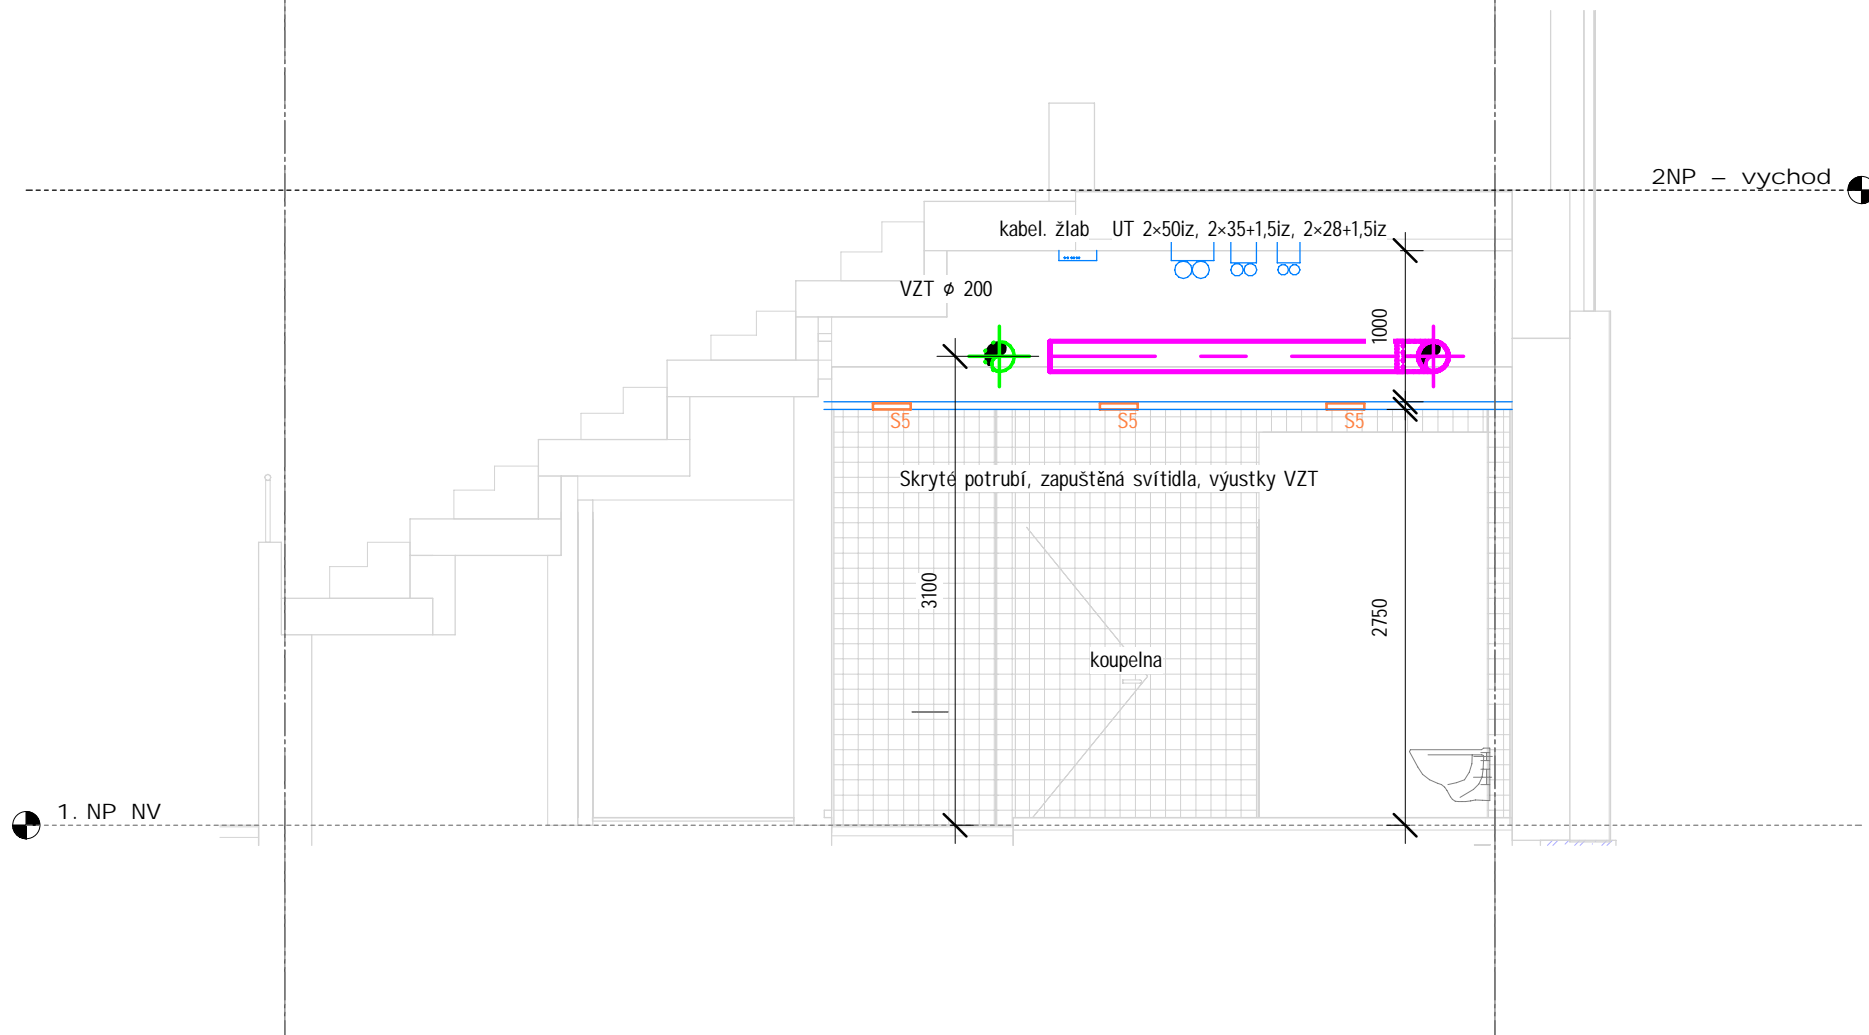 2NP – vychod
kabel. žlab UT 2×50iz, 2×35+1,5iz, 2×28+1,5iz
VZT ϕ 200
1000
S5 S5 S5
Skryté potrubí, zapuštěná svítidla, výustky VZT
3100
2750
koupelna
1. NP NV